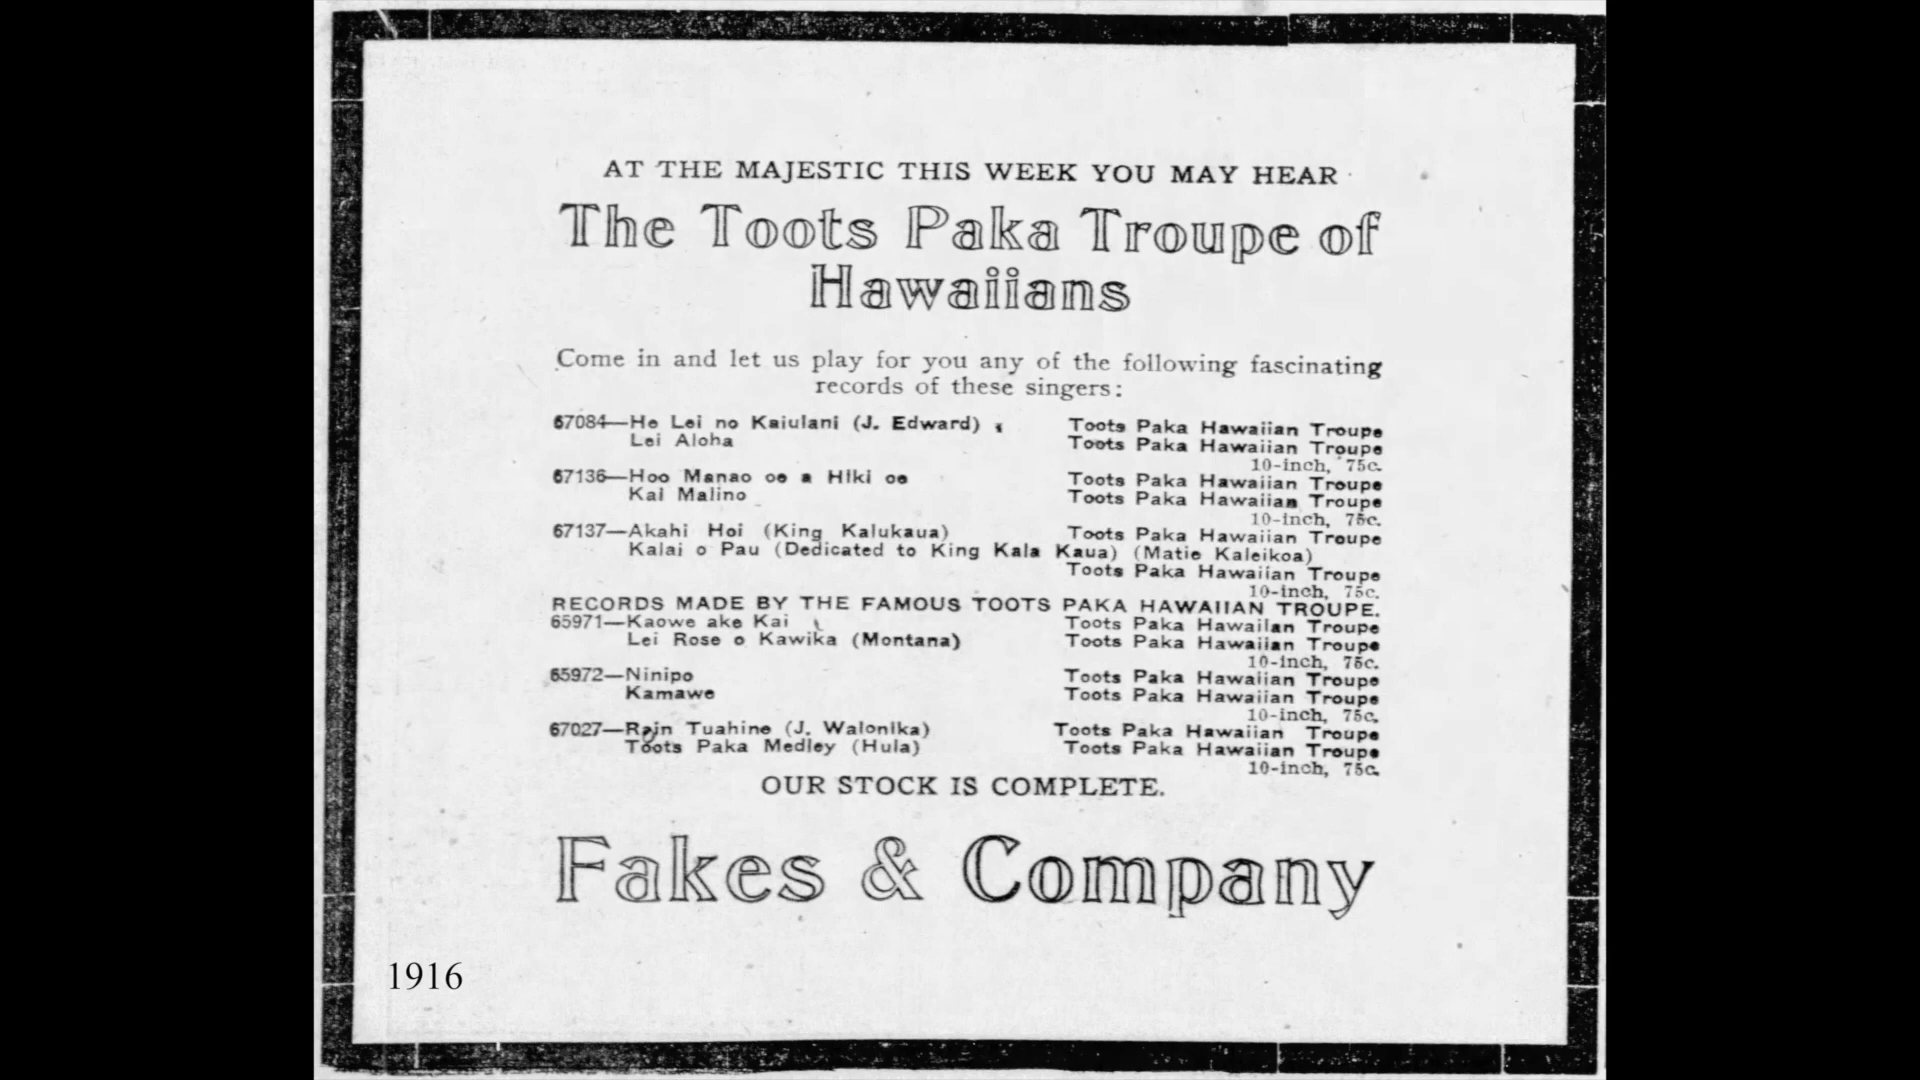 AT THE MAJESTIC THIS WEEK YOU MAY HEAR
The Toots Paka Troupe of
Hawaiians
Come in and let us play for you any of the following fascinating
records of these singers:
67084—He Lei no Kaiulani (J. Edward) Toots Paka Hawaiian Troupe
Lei Aloha Toots Paka Hawaiian Troupe
10-inch, 75c.
67136—Hoo Manao oe a Hiki oe Toots Paka Hawaiian Troupe
Kai Malino Toots Paka Hawaiian Troupe
10-inch, 75c.
67137—Akahi Hoi (King Kalukaua) Toots Paka Hawaiian Troupe
Kalai o Pau (Dedicated to King Kala Kaua) (Matie Kaleikoa)
Toots Paka Hawaiian Troupe
10-inch, 75c.
RECORDS MADE BY THE FAMOUS TOOTS PAKA HAWAIIAN TROUPE.
65971—Kaowe ake Kai Toots Paka Hawaiian Troupe
Lei Rose o Kawika (Montana) Toots Paka Hawaiian Troupe
10-inch, 75c.
65972—Ninipo Toots Paka Hawaiian Troupe
Kamawe Toots Paka Hawaiian Troupe
10-inch, 75c.
67027—Rain Tuahine (J. Walonika) Toots Paka Hawaiian Troupe
Toots Paka Medley (Hula) Toots Paka Hawaiian Troupe
10-inch, 75c.
OUR STOCK IS COMPLETE.
Fakes & Company
1916